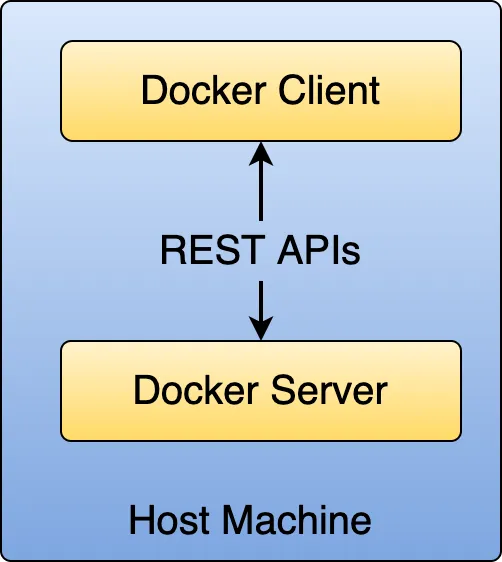 Docker Client
REST APIs
Docker Server
Host Machine